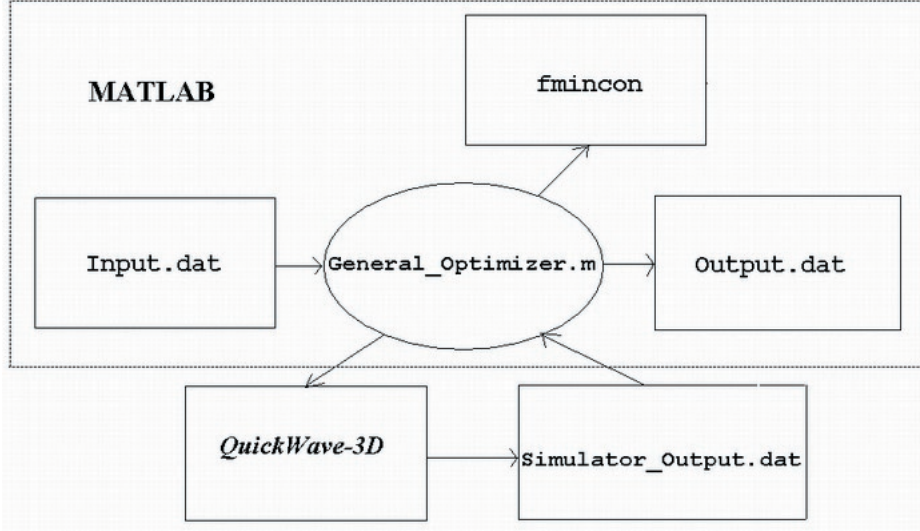 fmincon
MATLAB
Input.dat
General_Optimizer.m
Output.dat
QuickWave-3D
Simulator_Output.dat